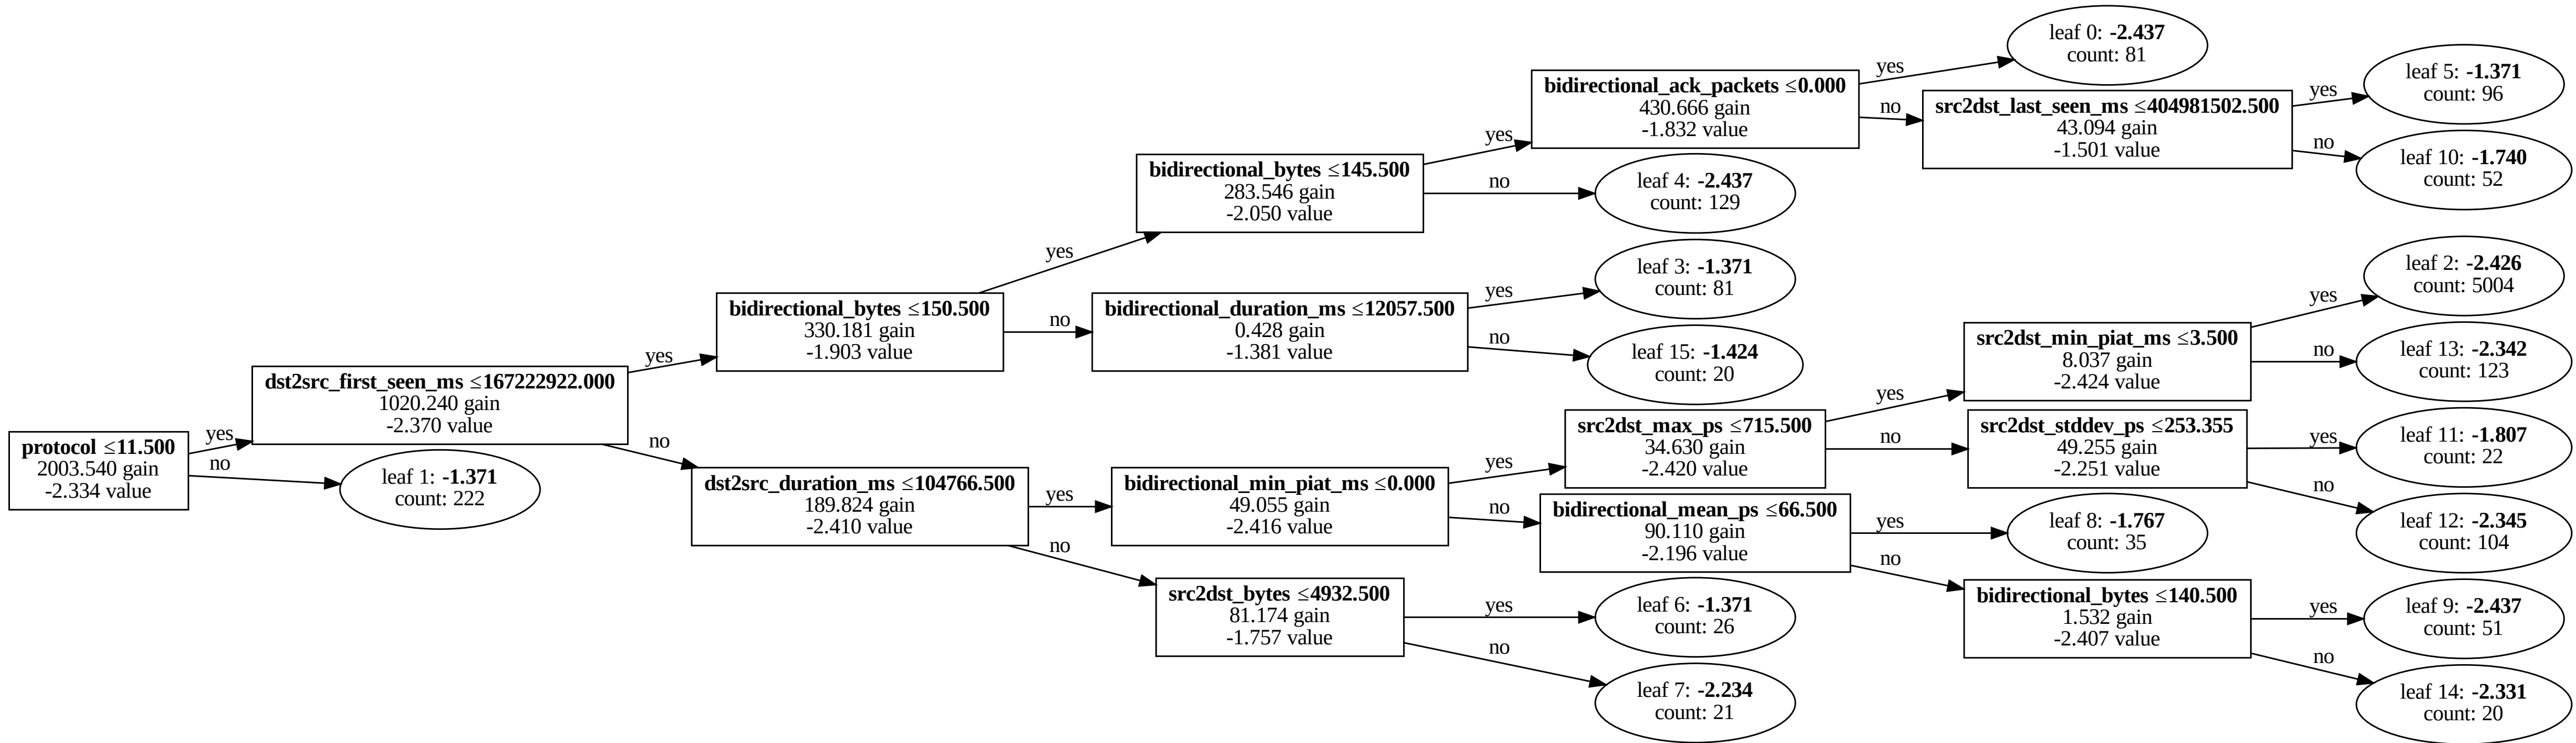 protocol ≤11.500
2003.540 gain
-2.334 value
yes
no
dst2src_first_seen_ms ≤167222922.000
1020.240 gain
-2.370 value
leaf 1: -1.371
count: 222
yes
no
bidirectional_bytes ≤150.500
330.181 gain
-1.903 value
dst2src_duration_ms ≤104766.500
189.824 gain
-2.410 value
yes
no
yes
no
bidirectional_bytes ≤145.500
283.546 gain
-2.050 value
bidirectional_duration_ms ≤12057.500
0.428 gain
-1.381 value
bidirectional_min_piat_ms ≤0.000
49.055 gain
-2.416 value
src2dst_bytes ≤4932.500
81.174 gain
-1.757 value
yes
no
yes
no
yes
no
yes
no
bidirectional_ack_packets ≤0.000
430.666 gain
-1.832 value
leaf 4: -2.437
count: 129
leaf 3: -1.371
count: 81
leaf 15: -1.424
count: 20
src2dst_max_ps ≤715.500
34.630 gain
-2.420 value
bidirectional_mean_ps ≤66.500
90.110 gain
-2.196 value
leaf 6: -1.371
count: 26
leaf 7: -2.234
count: 21
yes
no
yes
no
yes
no
leaf 0: -2.437
count: 81
src2dst_last_seen_ms ≤404981502.500
43.094 gain
-1.501 value
src2dst_min_piat_ms ≤3.500
8.037 gain
-2.424 value
src2dst_stddev_ps ≤253.355
49.255 gain
-2.251 value
leaf 8: -1.767
count: 35
bidirectional_bytes ≤140.500
1.532 gain
-2.407 value
yes
no
yes
no
yes
no
yes
no
leaf 5: -1.371
count: 96
leaf 10: -1.740
count: 52
leaf 2: -2.426
count: 5004
leaf 13: -2.342
count: 123
leaf 11: -1.807
count: 22
leaf 12: -2.345
count: 104
leaf 9: -2.437
count: 51
leaf 14: -2.331
count: 20